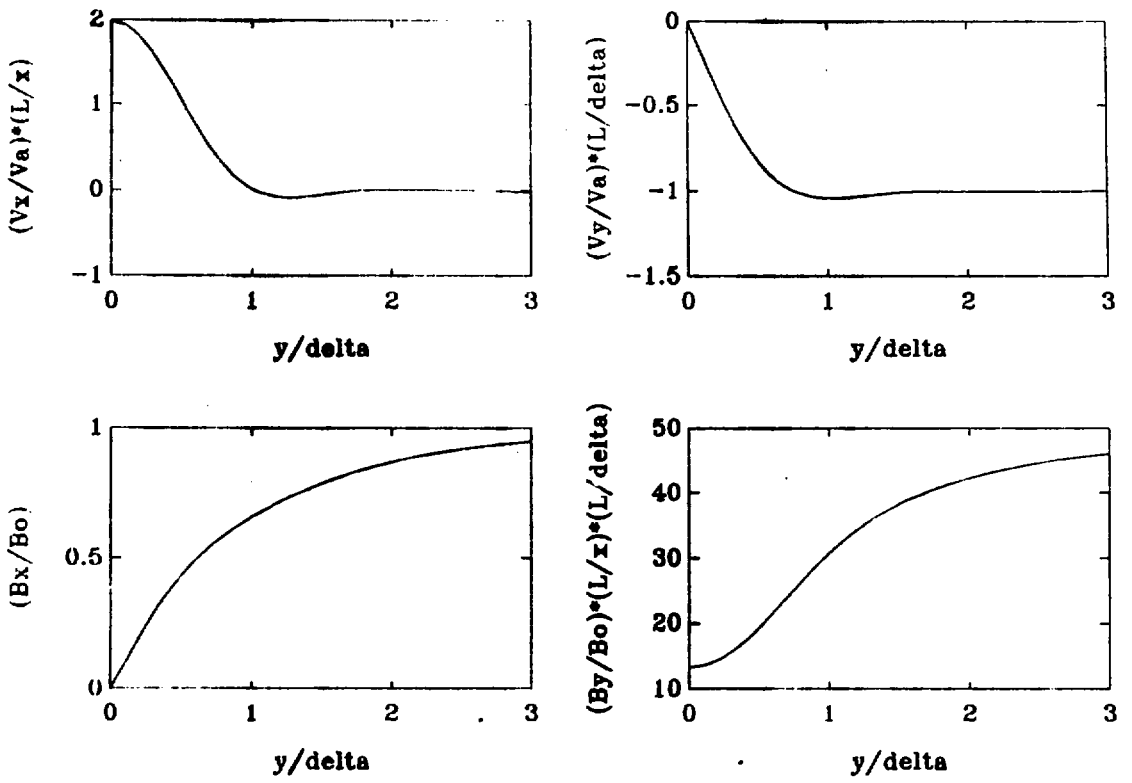 (Vx/Va)*(L/x)
2
1
0
−1
0 1 2 3
y/delta
(Vy/Va)*(L/delta)
−0
−0.5
−1
−1.5
0 1 2 3
y/delta
(Bx/Bo)
1
0.5
0
0 1 2 3
y/delta
(By/Bo)*(L/x)*(L/delta)
50
40
30
20
10
0 1 2 3
y/delta